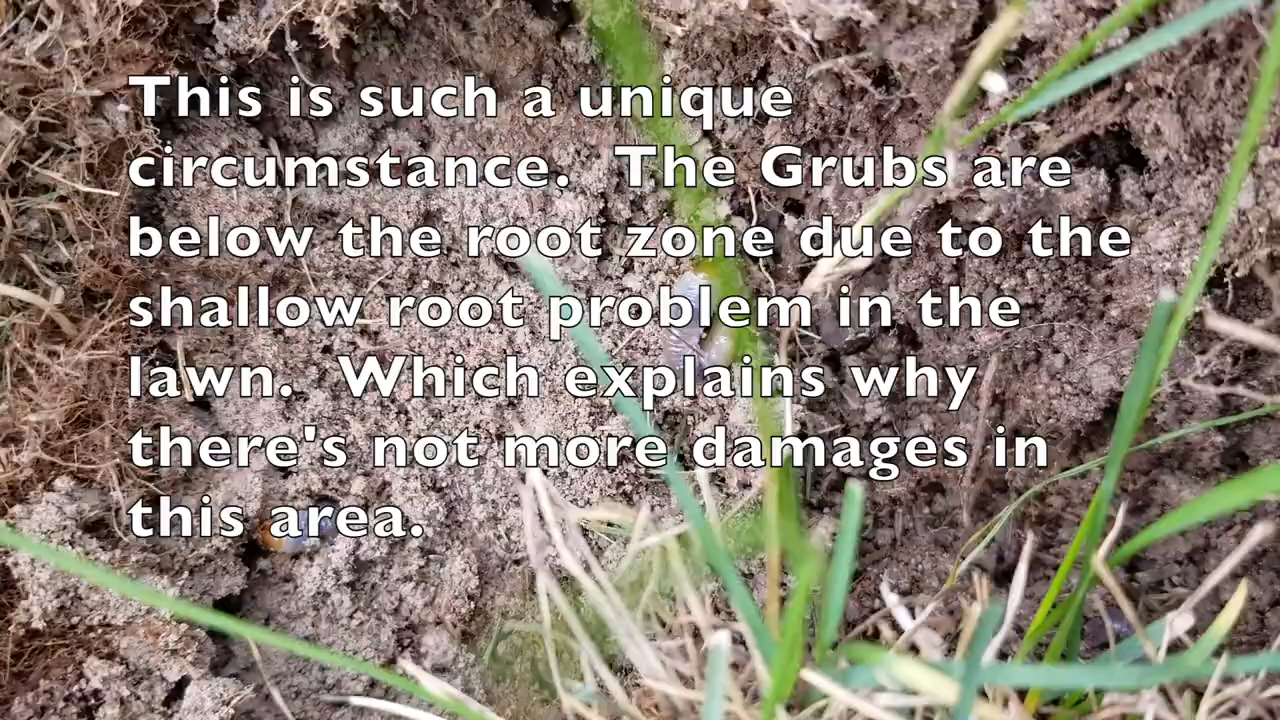 This is such a unique
circumstance.  The Grubs are
below the root zone due to the
shallow root problem in the
lawn.  Which explains why
there's not more damages in
this area.